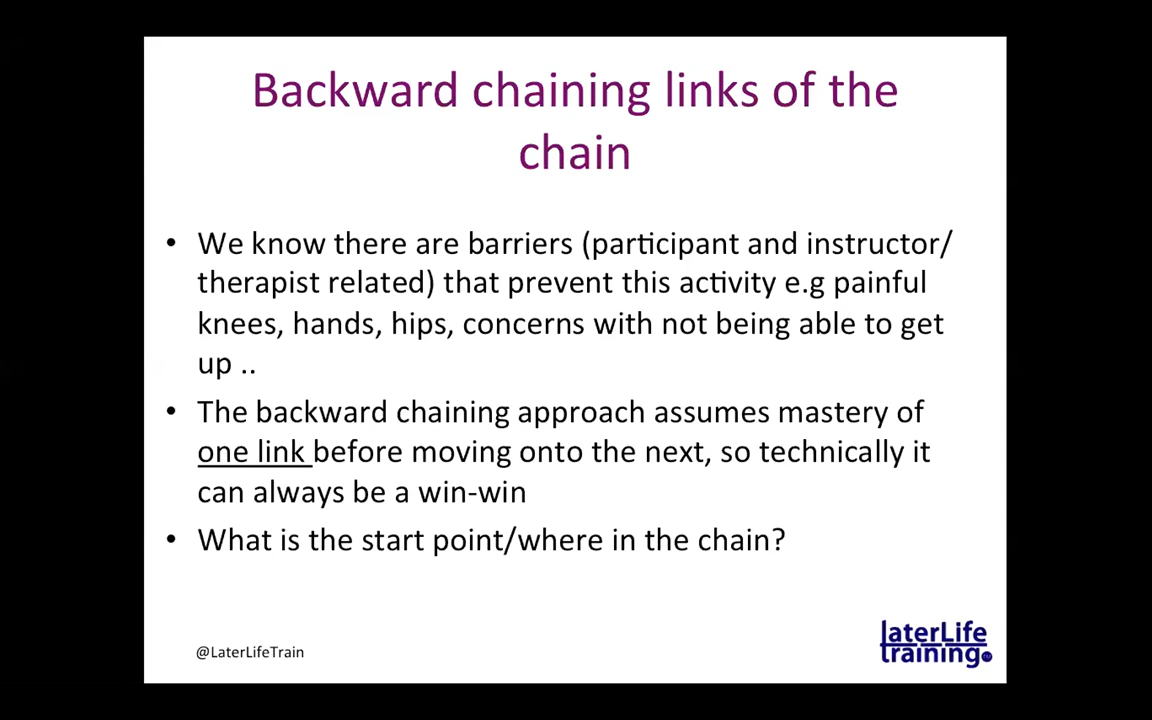 Backward chaining links of the
chain
• We know there are barriers (participant and instructor/
therapist related) that prevent this activity e.g painful
knees, hands, hips, concerns with not being able to get
up ..
• The backward chaining approach assumes mastery of
one link before moving onto the next, so technically it
can always be a win-win
• What is the start point/where in the chain?
@LaterLifeTrain
laterLife
training